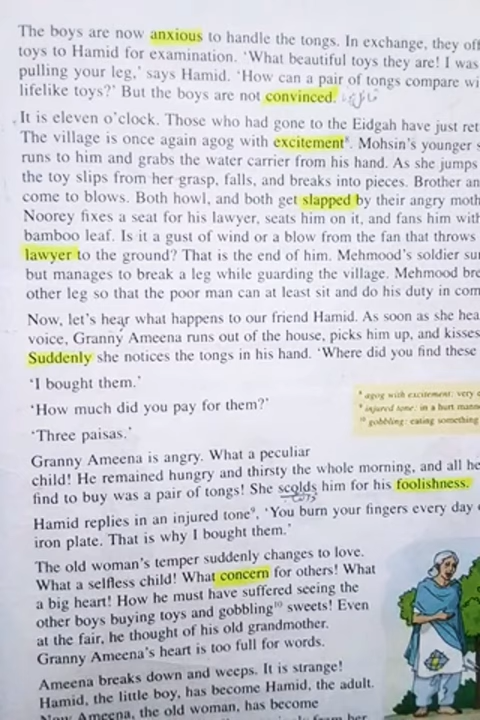 The boys are now anxious to handle the tongs. In exchange, they off
toys to Hamid for examination. ‘What beautiful toys they are! I was
pulling your leg,’ says Hamid. ‘How can a pair of tongs compare wi
lifelike toys?’ But the boys are not convinced.
It is eleven o’clock. Those who had gone to the Eidgah have just ret
The village is once again agog with excitement⁸. Mohsin’s younger s
runs to him and grabs the water carrier from his hand. As she jumps
the toy slips from her grasp, falls, and breaks into pieces. Brother an
come to blows. Both howl, and both get slapped by their angry moth
Noorey fixes a seat for his lawyer, seats him on it, and fans him with
bamboo leaf. Is it a gust of wind or a blow from the fan that throws
lawyer to the ground? That is the end of him. Mehmood’s soldier su
but manages to break a leg while guarding the village. Mehmood bre
other leg so that the poor man can at least sit and do his duty in com
Now, let’s hear what happens to our friend Hamid. As soon as she hea
voice, Granny Ameena runs out of the house, picks him up, and kisses
Suddenly she notices the tongs in his hand. ‘Where did you find these
‘I bought them.’
‘How much did you pay for them?’
‘Three paisas.’
⁸ agog with excitement: very
⁹ injured tone: in a hurt mann
¹⁰ gobbling: eating something
Granny Ameena is angry. What a peculiar
child! He remained hungry and thirsty the whole morning, and all he
find to buy was a pair of tongs! She scolds him for his foolishness.
Hamid replies in an injured tone⁹, ‘You burn your fingers every day
iron plate. That is why I bought them.’
The old woman’s temper suddenly changes to love.
What a selfless child! What concern for others! What
a big heart! How he must have suffered seeing the
other boys buying toys and gobbling¹⁰ sweets! Even
at the fair, he thought of his old grandmother.
Granny Ameena’s heart is too full for words.
Ameena breaks down and weeps. It is strange!
Hamid, the little boy, has become Hamid, the adult.
Now Ameena, the old woman, has become